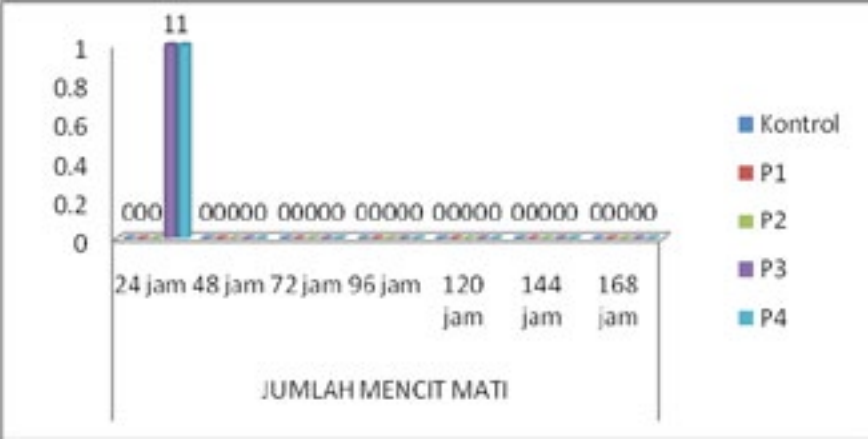 11
1
0.8
0.6
0.4
0.2
0
000 00000 00000 00000 00000 00000 00000
24 jam 48 jam 72 jam 96 jam 120 jam 144 jam 168 jam
JUMLAH MENCIT MATI
Kontrol
P1
P2
P3
P4